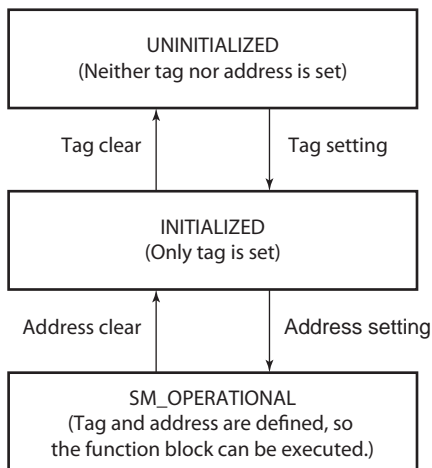 UNINITIALIZED
(Neither tag nor address is set)
Tag clear
Tag setting
INITIALIZED
(Only tag is set)
Address clear
Address setting
SM_OPERATIONAL
(Tag and address are defined, so
the function block can be executed.)